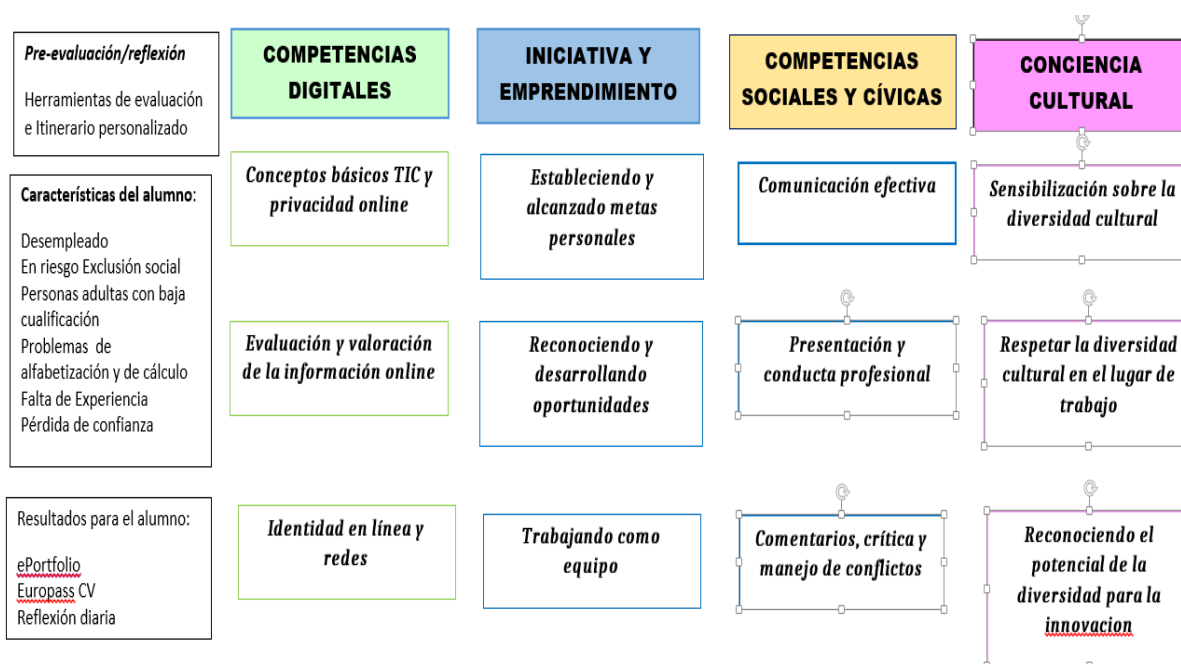 Pre-evaluación/reflexión
Herramientas de evaluación
e Itinerario personalizado
Características del alumno:
Desempleado
En riesgo Exclusión social
Personas adultas con baja
cualificación
Problemas de
alfabetización y de cálculo
Falta de Experiencia
Pérdida de confianza
Resultados para el alumno:
ePortfolio
Europass CV
Reflexión diaria
COMPETENCIAS
DIGITALES
Conceptos básicos TIC y
privacidad online
Evaluación y valoración
de la información online
Identidad en línea y
redes
INICIATIVA Y
EMPRENDIMIENTO
Estableciendo y
alcanzado metas
personales
Reconociendo y
desarrollando
oportunidades
Trabajando como
equipo
COMPETENCIAS
SOCIALES Y CÍVICAS
Comunicación efectiva
Presentación y
conducta profesional
Comentarios, crítica y
manejo de conflictos
CONCIENCIA
CULTURAL
Sensibilización sobre la
diversidad cultural
Respetar la diversidad
cultural en el lugar de
trabajo
Reconociendo el
potencial de la
diversidad para la
innovacion